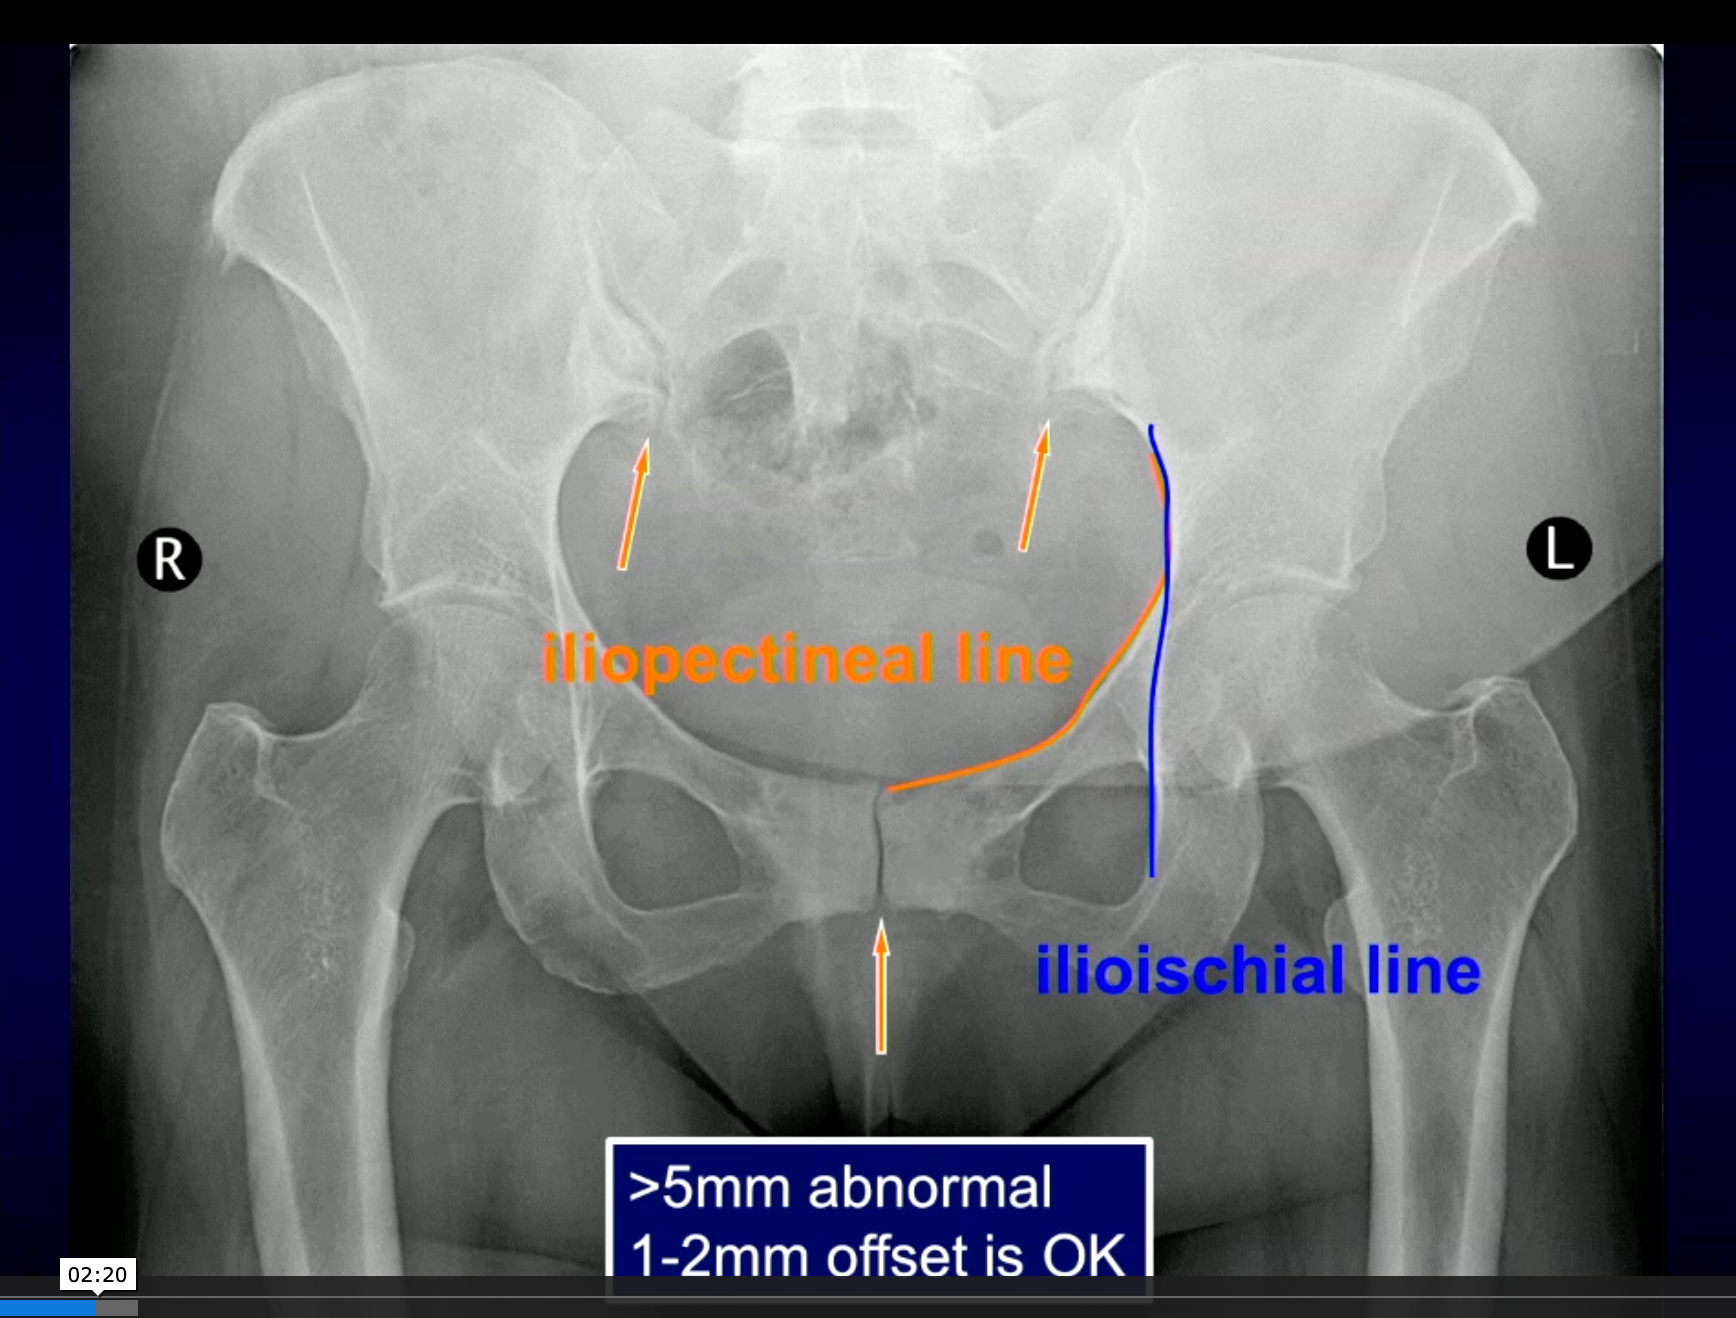 R
L
iliopectineal line
ilioischial line
>5mm abnormal
1-2mm offset is OK
02:20